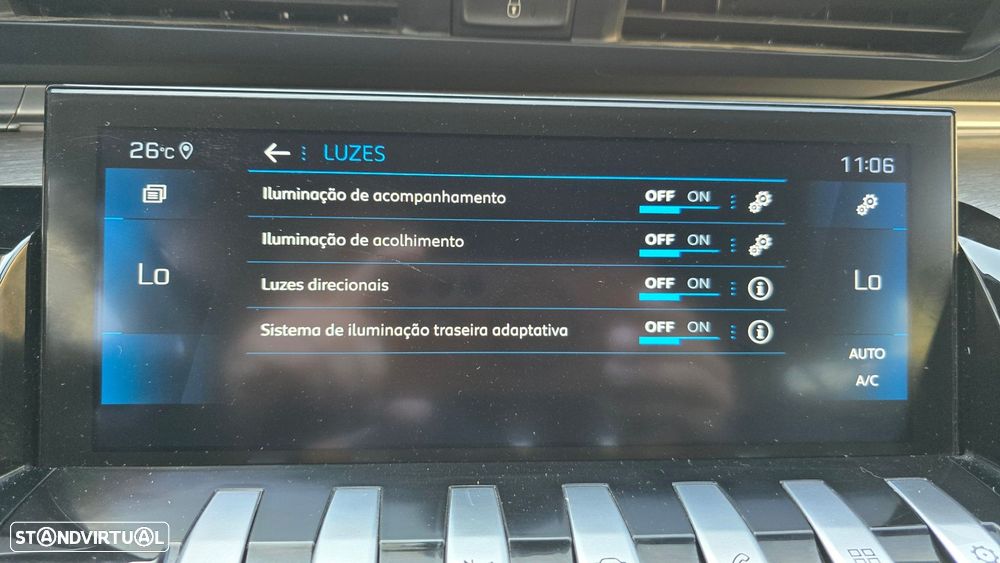 26°C
LUZES
11:06
Iluminação de acompanhamento OFF ON
Iluminação de acolhimento OFF ON
Lo
Lo
Luzes direcionais OFF ON
Sistema de iluminação traseira adaptativa OFF ON
AUTO
A/C
STANDVIRTUAL